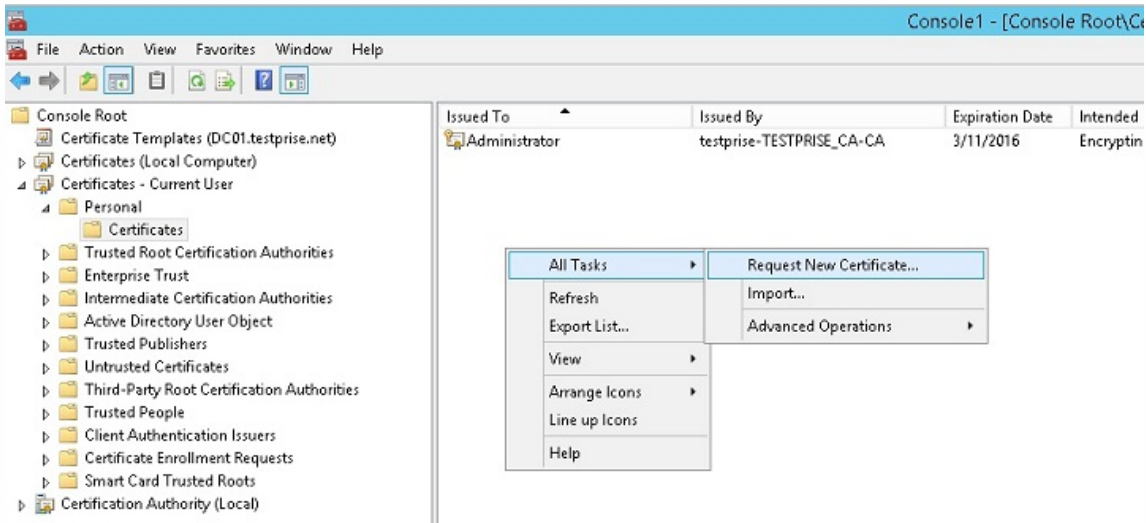 Console1 - [Console Root\Ce
File Action View Favorites Window Help
Console Root
Certificate Templates (DC01.testprise.net)
Certificates (Local Computer)
Certificates - Current User
Personal
Certificates
Trusted Root Certification Authorities
Enterprise Trust
Intermediate Certification Authorities
Active Directory User Object
Trusted Publishers
Untrusted Certificates
Third-Party Root Certification Authorities
Trusted People
Client Authentication Issuers
Certificate Enrollment Requests
Smart Card Trusted Roots
Certification Authority (Local)
Issued To Issued By Expiration Date Intended
Administrator testprise-TESTPRISE_CA-CA 3/11/2016 Encryptin
All Tasks
Refresh
Export List...
View
Arrange Icons
Line up Icons
Help
Request New Certificate...
Import...
Advanced Operations